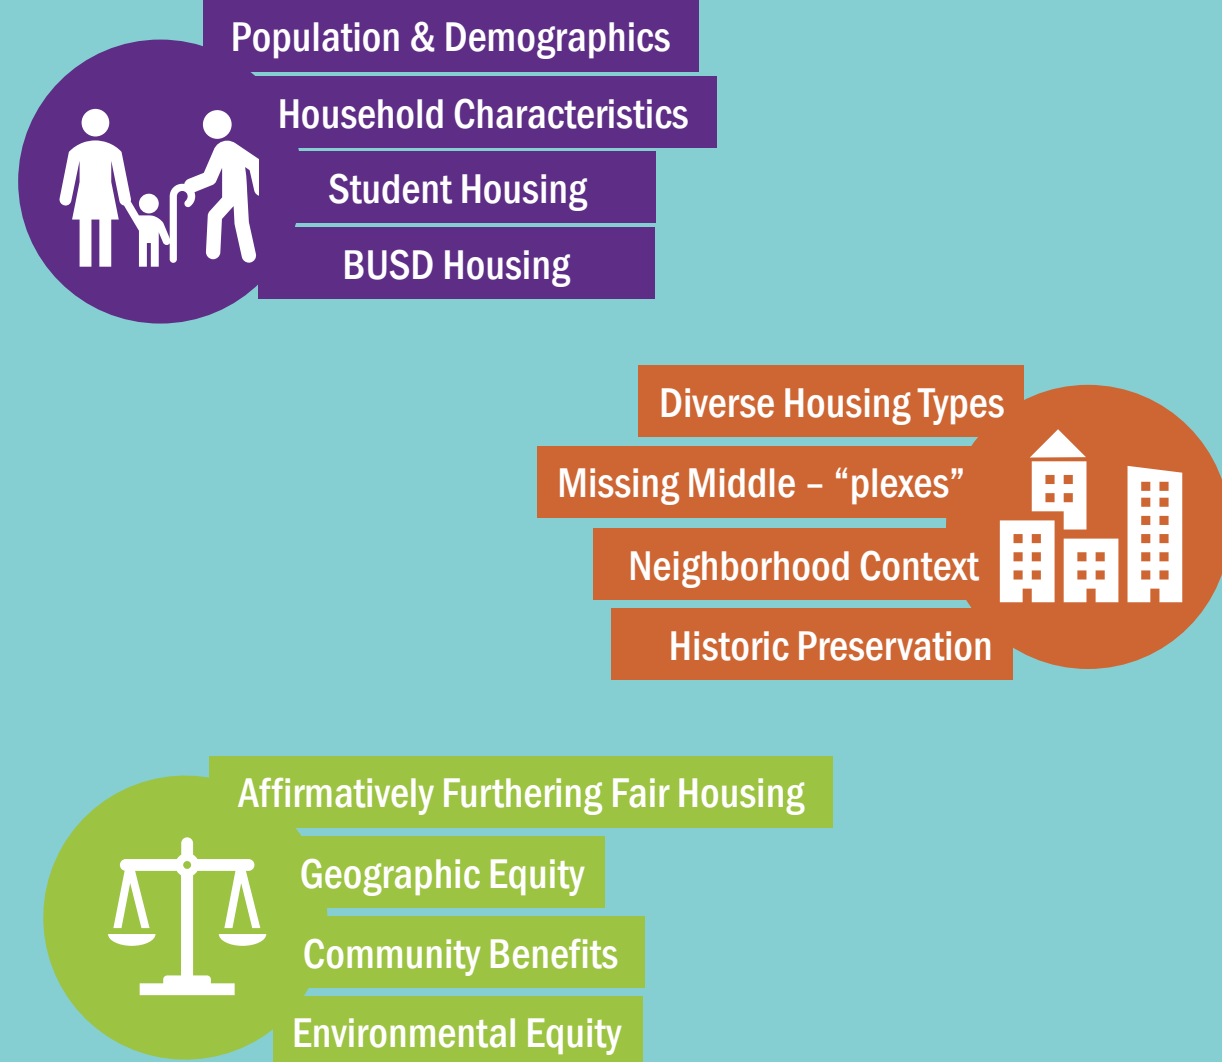 Population & Demographics
Household Characteristics
Student Housing
BUSD Housing
Diverse Housing Types
Missing Middle – “plexes”
Neighborhood Context
Historic Preservation
Affirmatively Furthering Fair Housing
Geographic Equity
Community Benefits
Environmental Equity